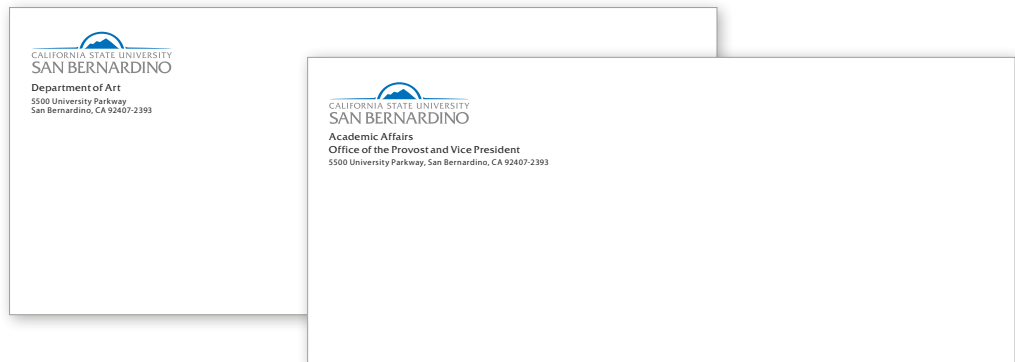 CALIFORNIA STATE UNIVERSITY
SAN BERNARDINO
Department of Art
5500 University Parkway
San Bernardino, CA 92407-2393
CALIFORNIA STATE UNIVERSITY
SAN BERNARDINO
Academic Affairs
Office of the Provost and Vice President
5500 University Parkway, San Bernardino, CA 92407-2393